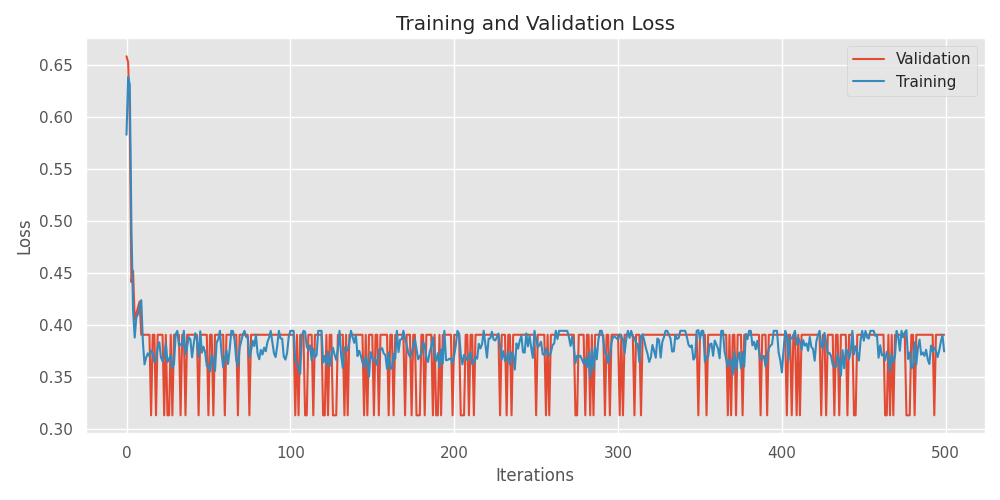 Training and Validation Loss
Validation
Training
Loss
0.65
0.60
0.55
0.50
0.45
0.40
0.35
0.30
0 100 200 300 400 500
Iterations